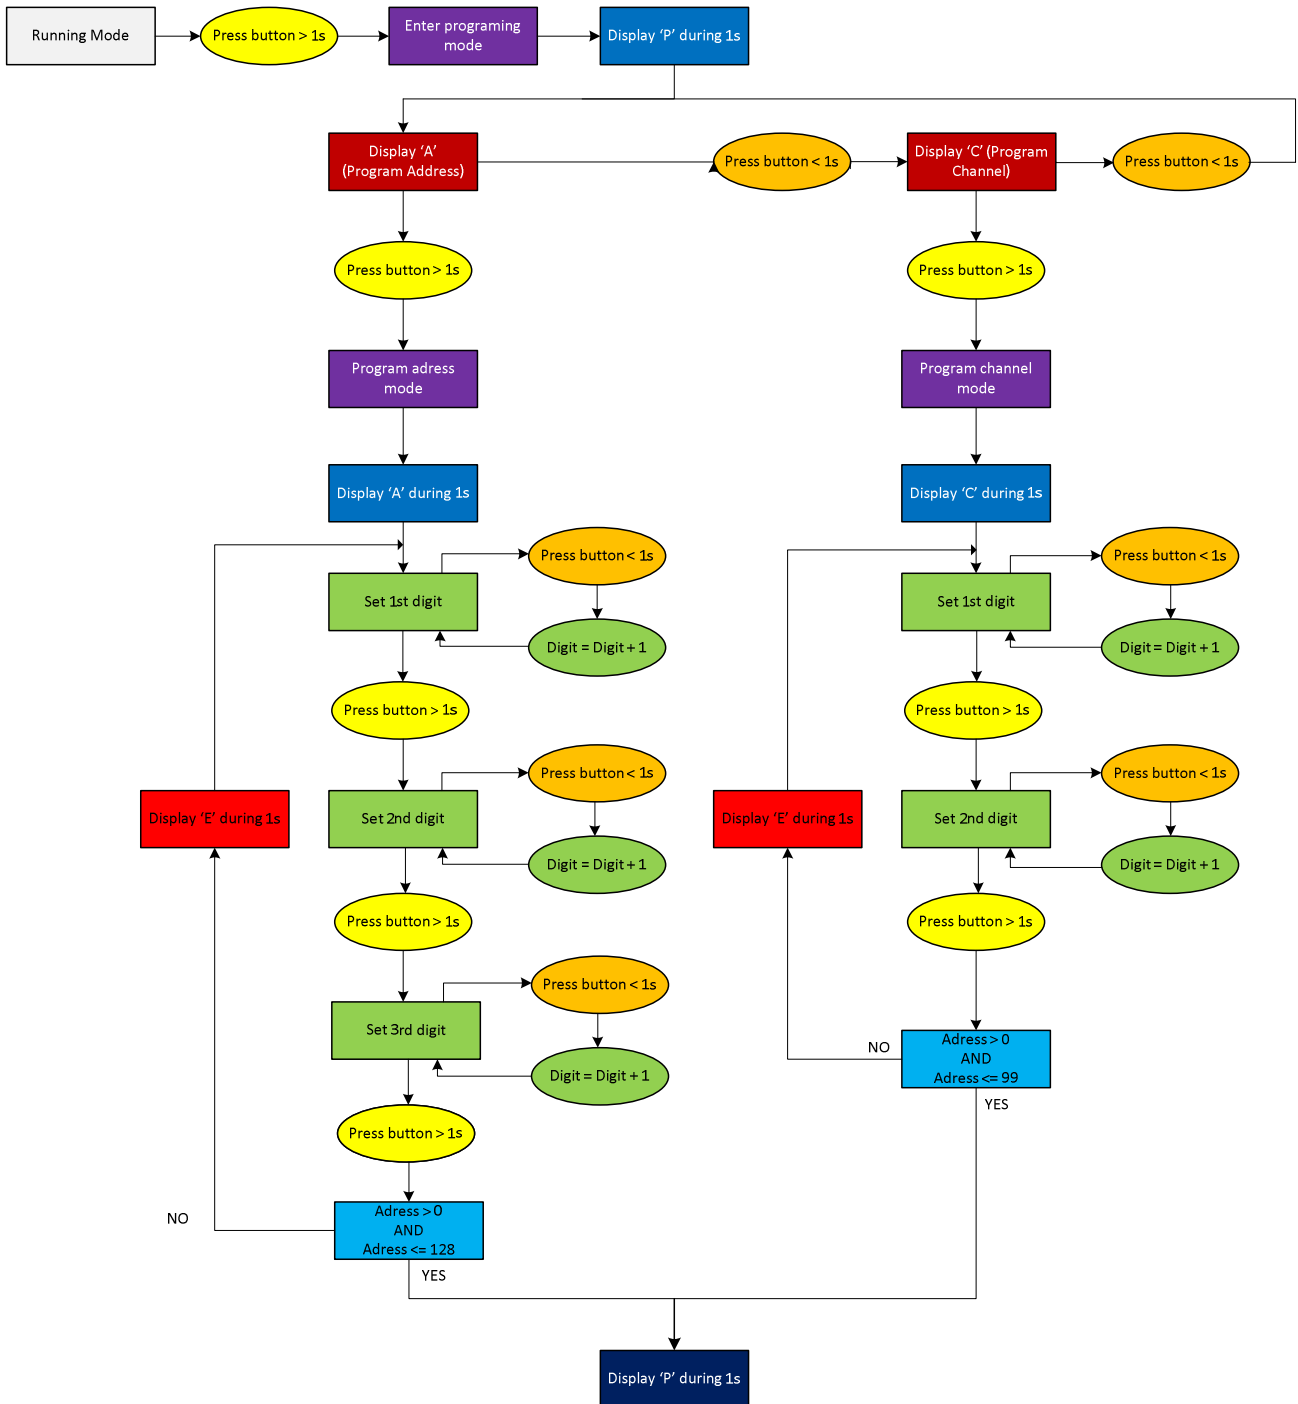 Running Mode
Press button > 1s
Enter programing
mode
Display ‘P’ during 1s
Display ‘A’
(Program Address)
Press button < 1s
Display ‘C’ (Program
Channel)
Press button < 1s
Press button > 1s
Press button > 1s
Program adress
mode
Program channel
mode
Display ‘A’ during 1s
Display ‘C’ during 1s
Press button < 1s
Press button < 1s
Set 1st digit
Set 1st digit
Digit = Digit + 1
Digit = Digit + 1
Press button > 1s
Press button > 1s
Press button < 1s
Press button < 1s
Display ‘E’ during 1s
Set 2nd digit
Display ‘E’ during 1s
Set 2nd digit
Digit = Digit + 1
Digit = Digit + 1
Press button > 1s
Press button > 1s
Press button < 1s
Set 3rd digit
NO
Adress > 0
AND
Adress <= 99
Digit = Digit + 1
YES
Press button > 1s
NO
Adress > 0
AND
Adress <= 128
YES
Display ‘P’ during 1s